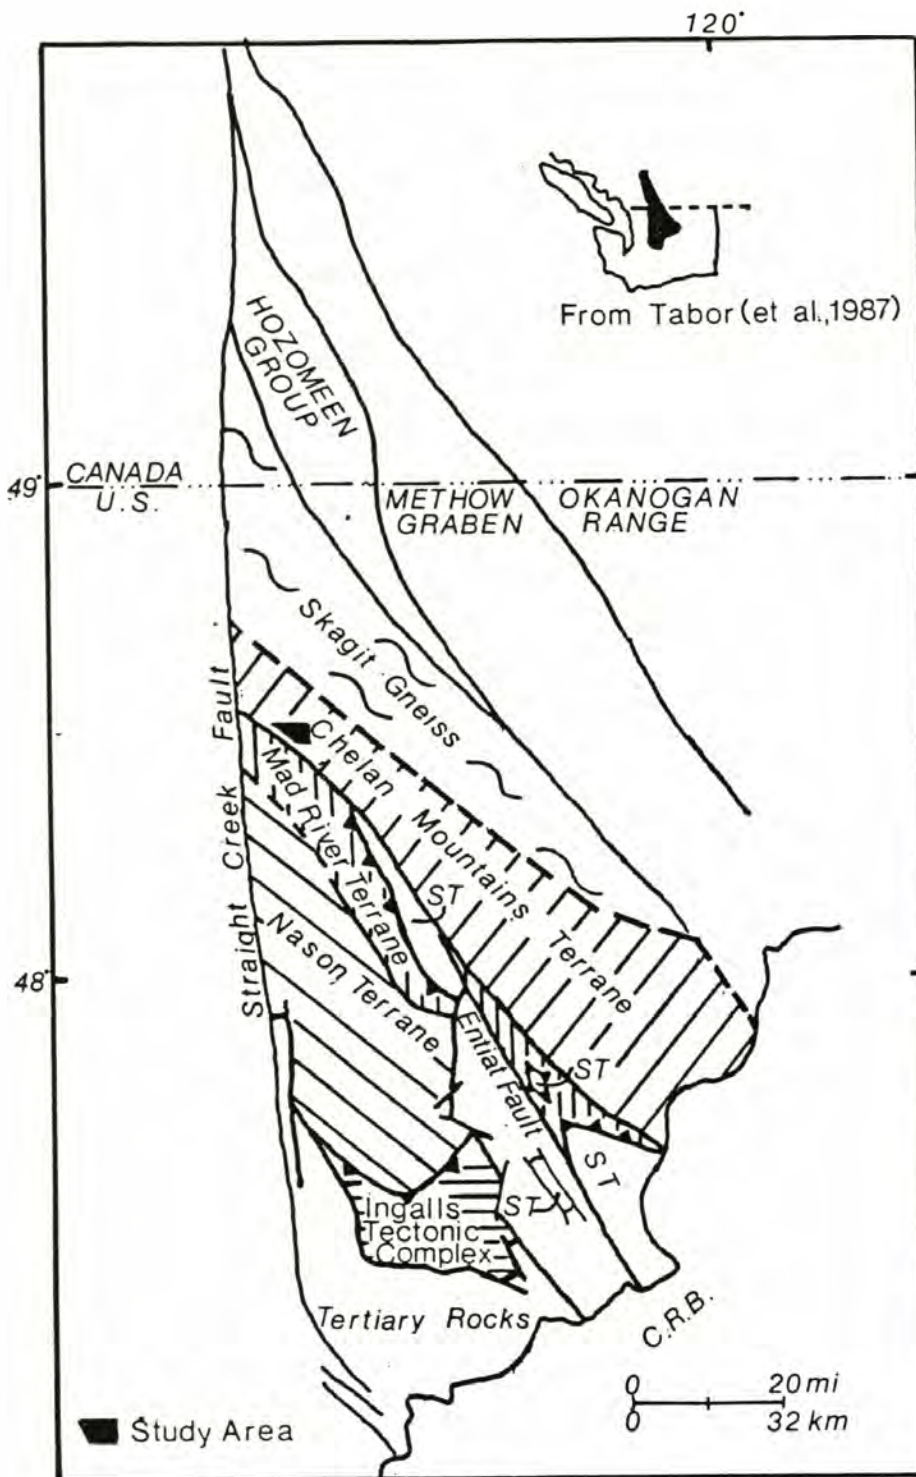 120°
From Tabor (et al.,1987)
HOZOMEEN
GROUP
49°
CANADA
U.S.
METHOW
GRABEN
OKANOGAN
RANGE
Skagit Gneiss
Straight Creek Fault
Chelan Mountains Terrane
Mad River Terrane
ST
Nason Terrane
48°
Entiat Fault
ST
ST
ST
Ingalls
Tectonic
Complex
Tertiary Rocks
C.R.B.
0 20 mi
0 32 km
Study Area